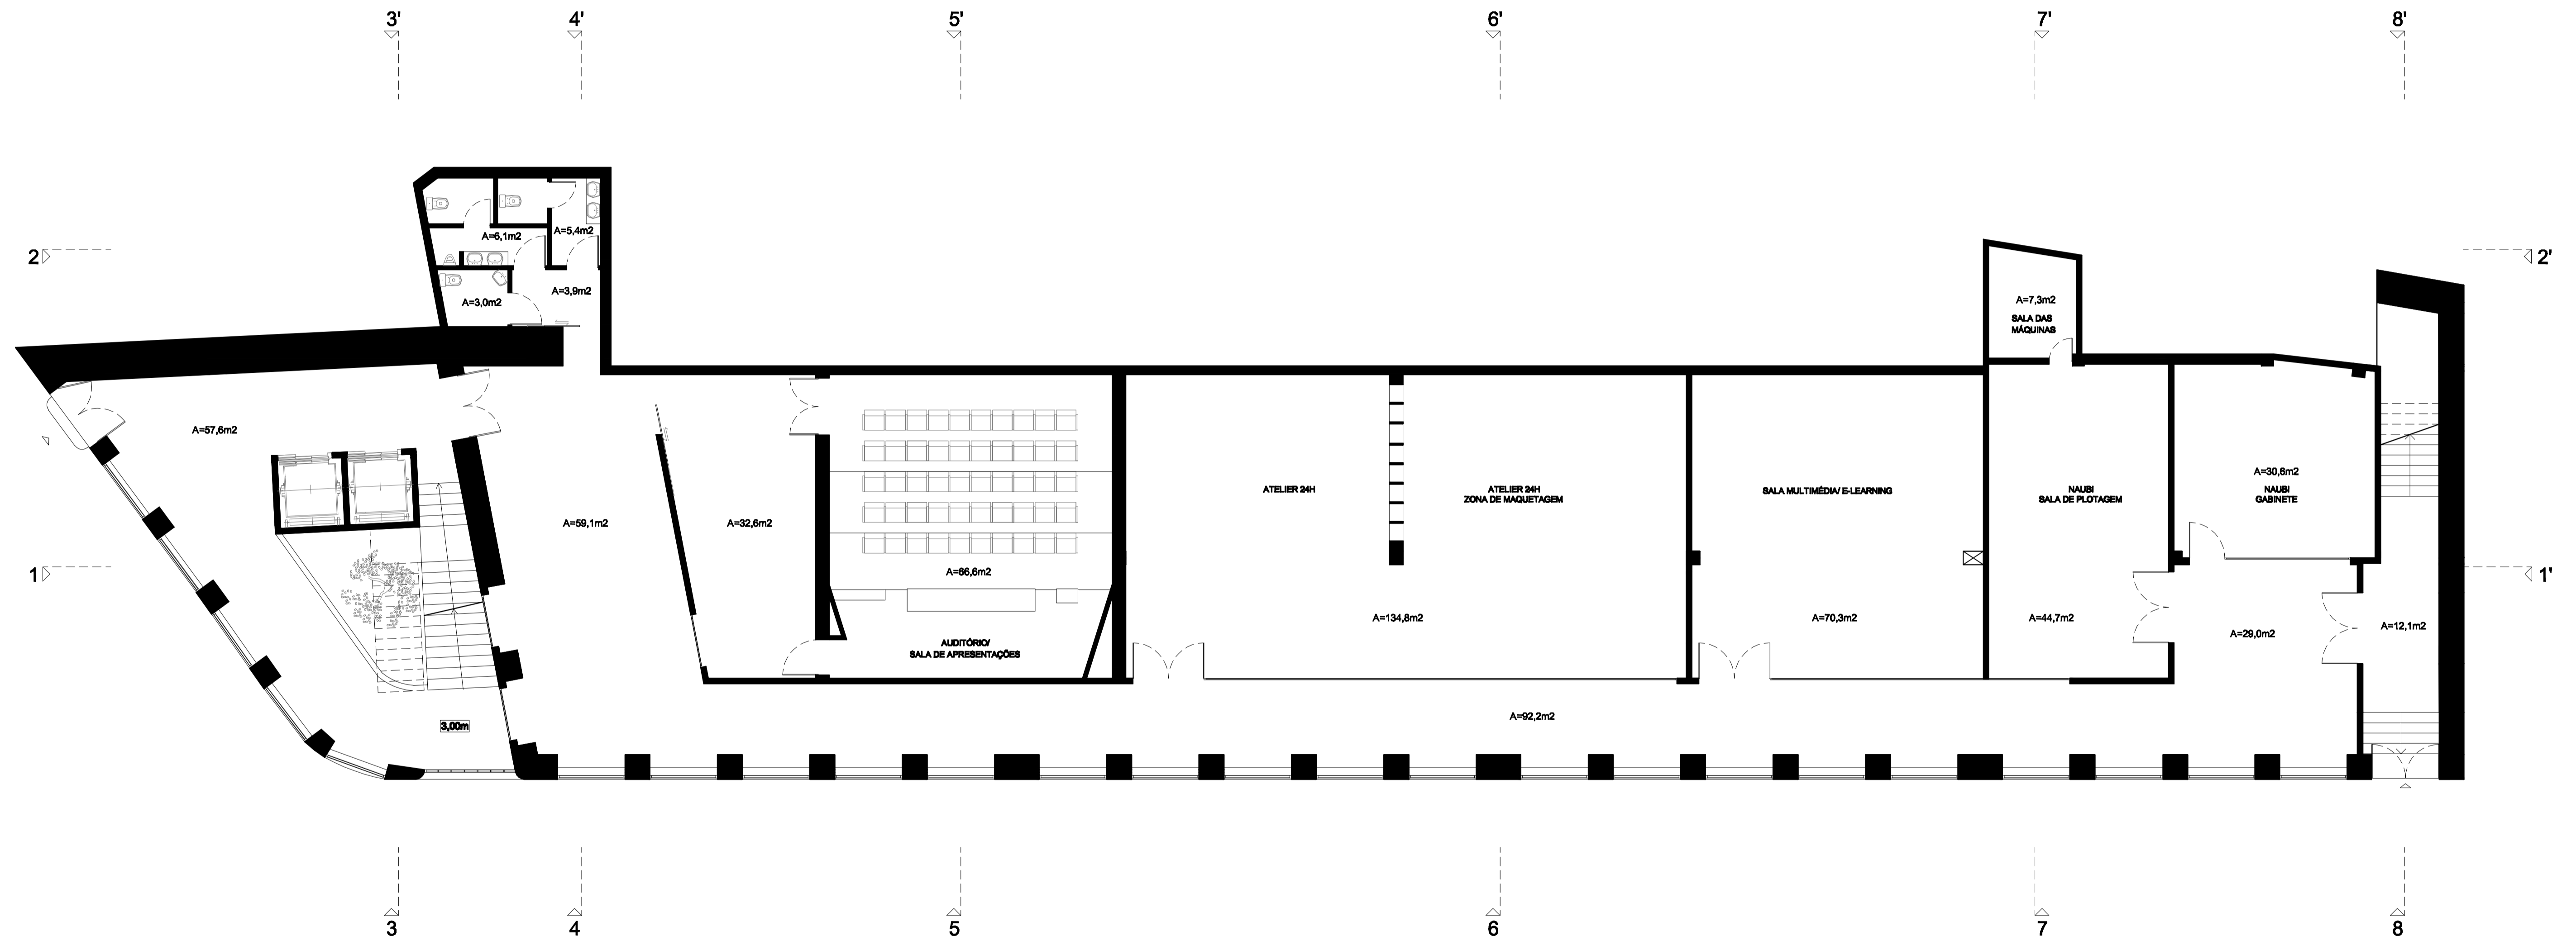 3'
4'
5'
6'
7'
8'
2
2'
A=6,1m2
A=5,4m2
A=3,0m2
A=3,9m2
A=7,3m2
SALA DAS
MÁQUINAS
A=57,6m2
A=59,1m2
A=32,6m2
ATELIER 24H
ATELIER 24H
ZONA DE MAQUETAGEM
SALA MULTIMÉDIA/ E-LEARNING
NAUBI
SALA DE PLOTAGEM
A=30,6m2
NAUBI
GABINETE
1
1'
A=66,6m2
AUDITÓRIO/
SALA DE APRESENTAÇÕES
A=134,8m2
A=70,3m2
A=44,7m2
A=29,0m2
A=12,1m2
3,00m
A=92,2m2
3
4
5
6
7
8